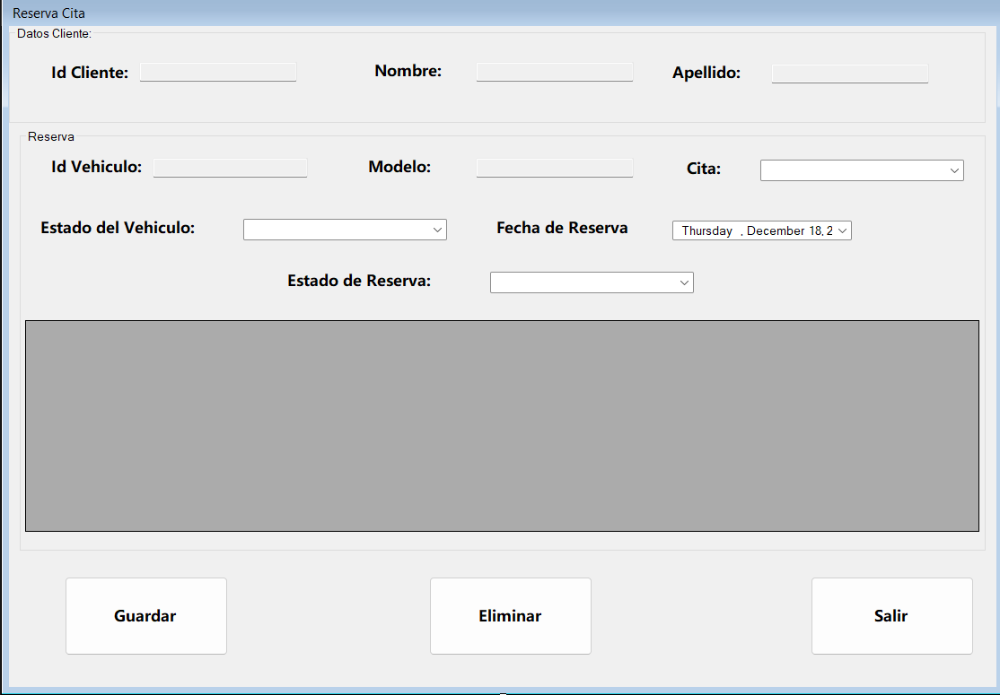 Reserva Cita
Datos Cliente:
Id Cliente:
Nombre:
Apellido:
Reserva
Id Vehiculo:
Modelo:
Cita:
Estado del Vehiculo:
Fecha de Reserva
Thursday , December 18, 2
Estado de Reserva:
Guardar
Eliminar
Salir